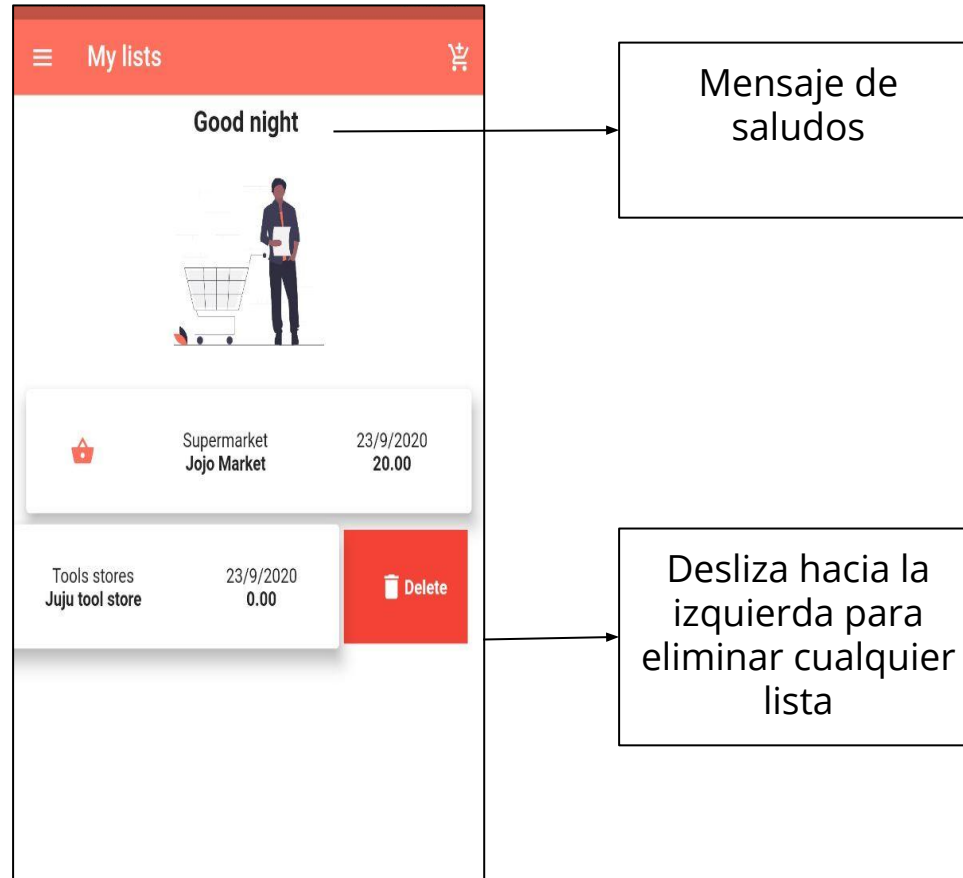 My lists
Good night
Mensaje de
saludos
Supermarket
Jojo Market
23/9/2020
20.00
Tools stores
Juju tool store
23/9/2020
0.00
Delete
Desliza hacia la
izquierda para
eliminar cualquier
lista